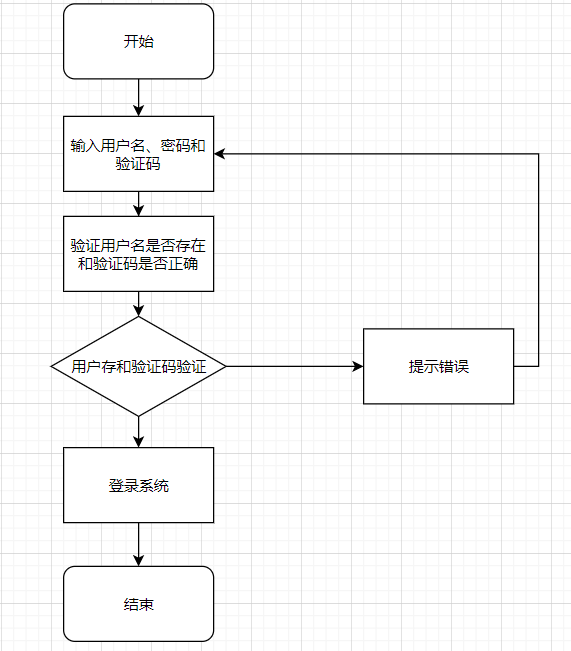 开始
输入用户名、密码和
验证码
验证用户名是否存在
和验证码是否正确
用户存和验证码验证
提示错误
登录系统
结束